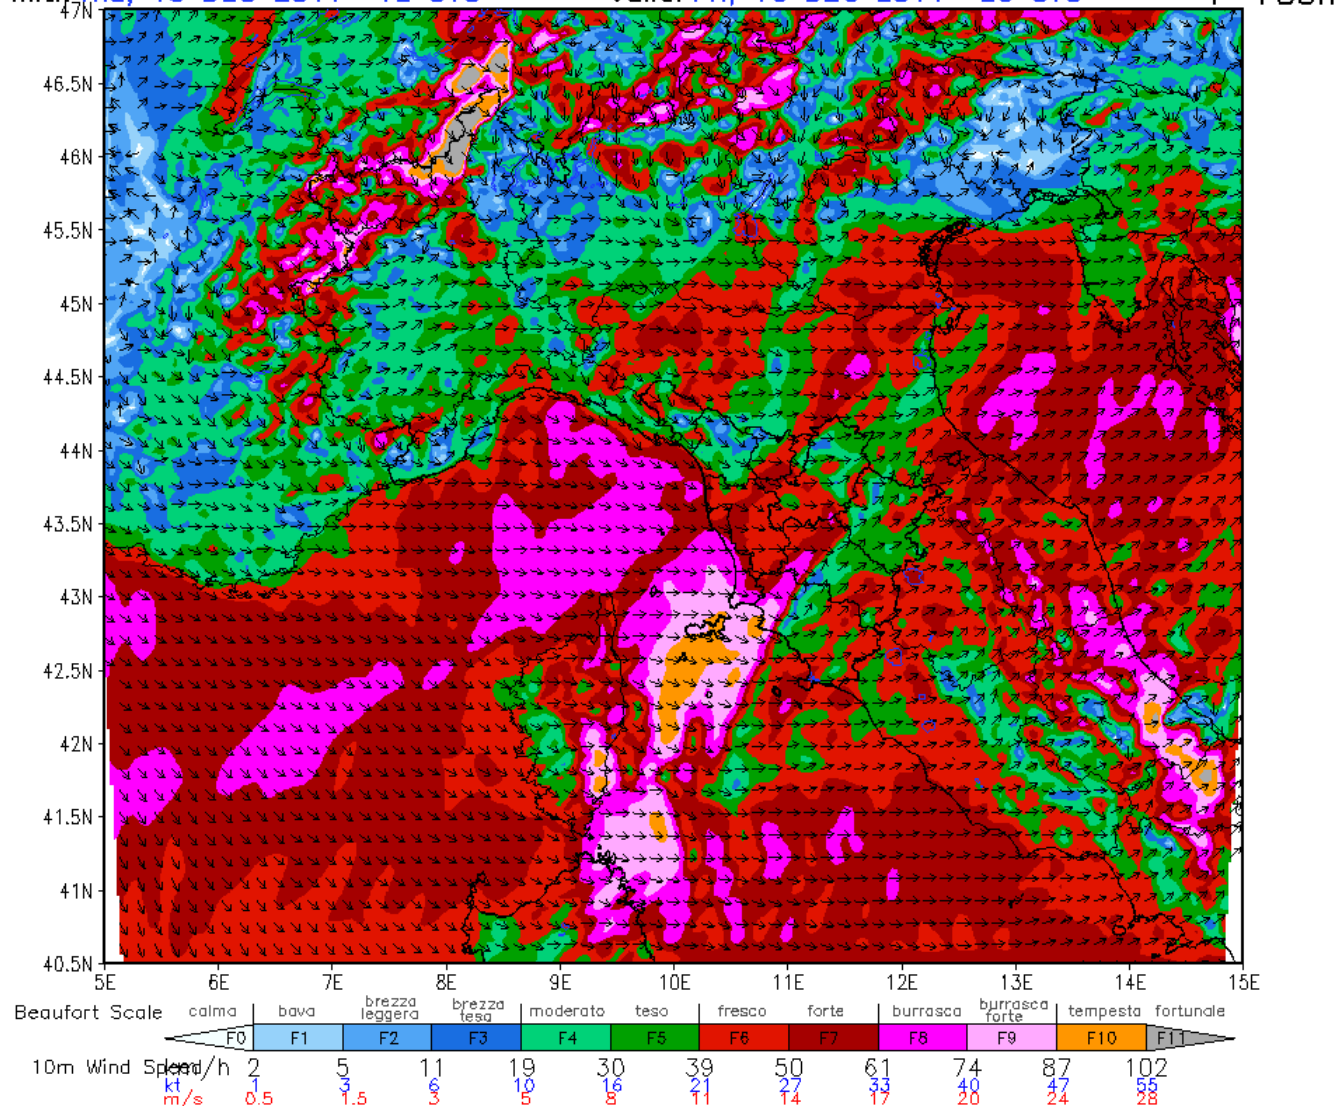 47N
46.5N
46N
45.5N
45N
44.5N
44N
43.5N
43N
42.5N
42N
41.5N
41N
40.5N
5E 6E 7E 8E 9E 10E 11E 12E 13E 14E 15E
Beaufort Scale calma bava brezza leggera brezza tesa moderato teso fresco forte burrasca burrasca forte tempesta fortunale
F0 F1 F2 F3 F4 F5 F6 F7 F8 F9 F10 F11
10m Wind Speed km/h 2 5 11 19 30 39 50 61 74 87 102
kt 1 3 6 10 16 21 27 33 40 47 55
m/s 0.5 1.5 3 5 8 11 14 17 20 24 28